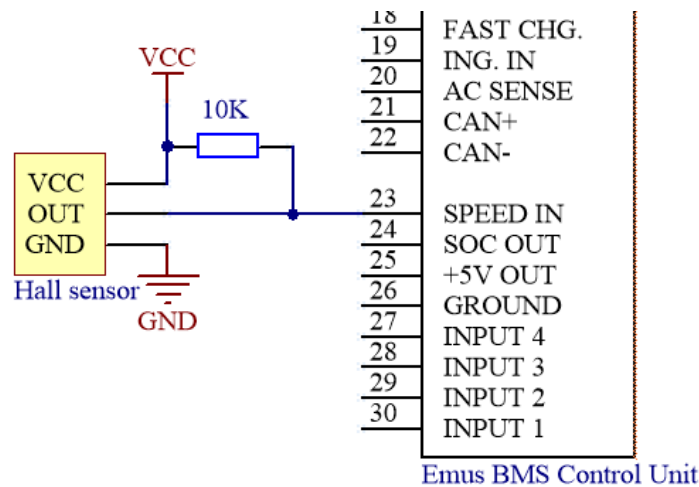 18 FAST CHG.
19 ING. IN
VCC
20 AC SENSE
10K
21 CAN+
22 CAN-
VCC
23 SPEED IN
OUT
24 SOC OUT
GND
25 +5V OUT
Hall sensor
26 GROUND
GND
27 INPUT 4
28 INPUT 3
29 INPUT 2
30 INPUT 1
Emus BMS Control Unit